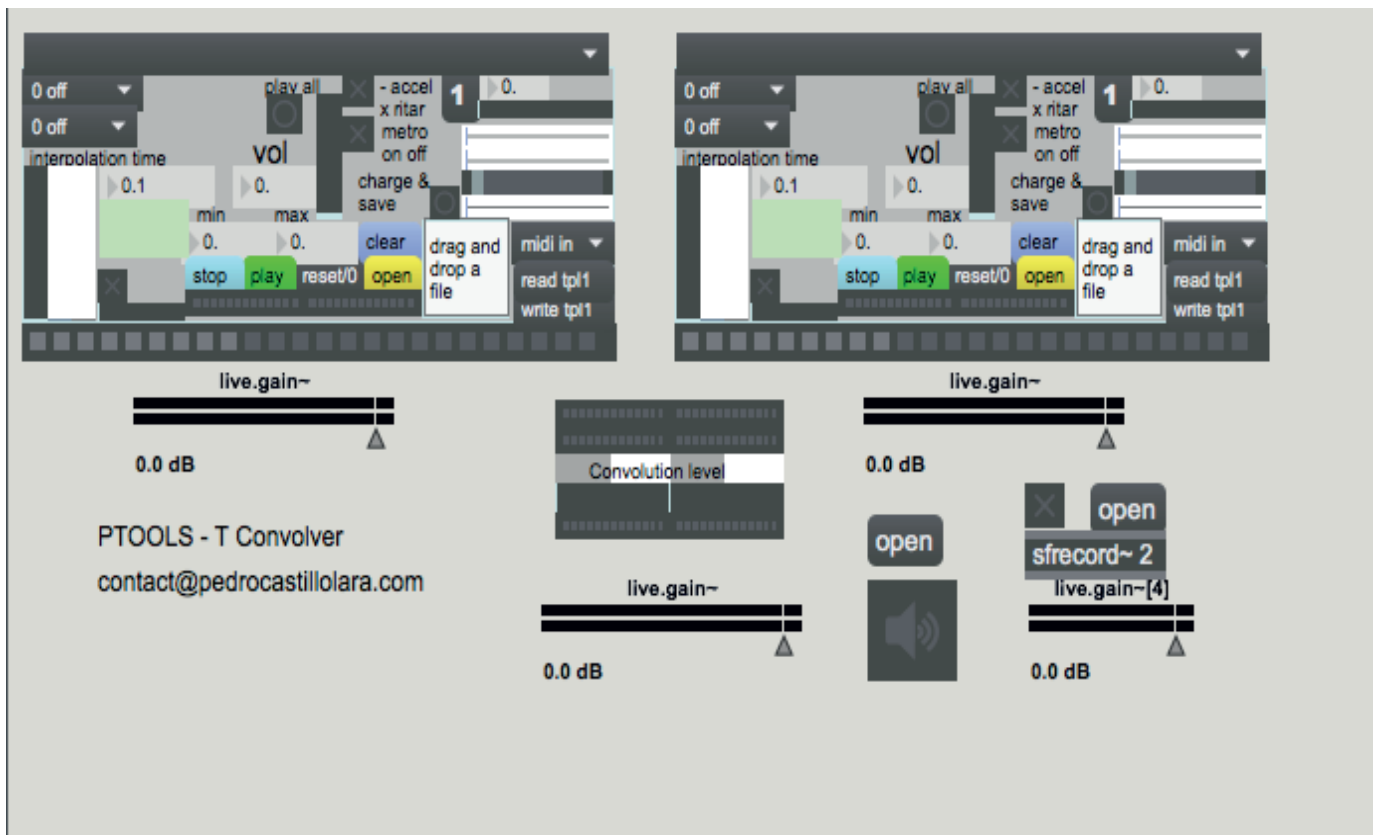 0 off
play all
- accel
x ritar
1
0.
0 off
metro
on off
interpolation time
vol
0.1
0.
charge &
save
min
max
0.
0.
clear
drag and
drop a
file
midi in
stop
play
reset/0
open
read tpl1
write tpl1
0 off
play all
- accel
x ritar
1
0.
0 off
metro
on off
interpolation time
vol
0.1
0.
charge &
save
min
max
0.
0.
clear
drag and
drop a
file
midi in
stop
play
reset/0
open
read tpl1
write tpl1
live.gain~
0.0 dB
live.gain~
0.0 dB
Convolution level
PTOOLS - T Convolver
contact@pedrocastillolara.com
open
open
sfrecord~ 2
live.gain~
0.0 dB
live.gain~[4]
0.0 dB